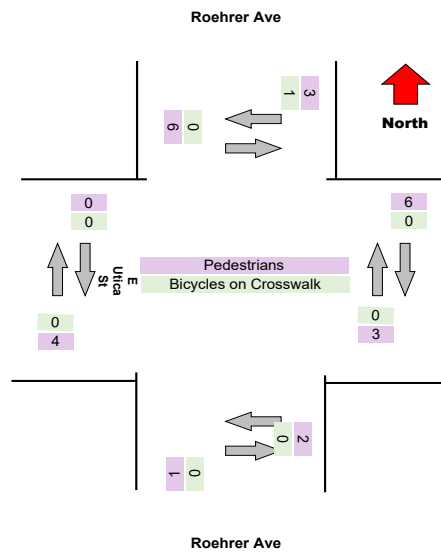 Roehrer Ave
1 3
6 0
North
0
0
6
0
E
Utica
St
Pedestrians
Bicycles on Crosswalk
0
4
0
3
0 2
1 0
Roehrer Ave